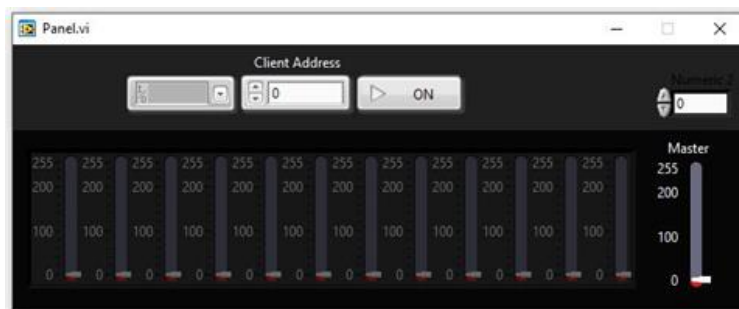 Panel.vi
Client Address
0
ON
Numeric 2
0
Master
255 255 255 255 255 255 255 255 255 255 255 255 255
200 200 200 200 200 200 200 200 200 200 200 200 200
100 100 100 100 100 100 100 100 100 100 100 100 100
0 0 0 0 0 0 0 0 0 0 0 0 0